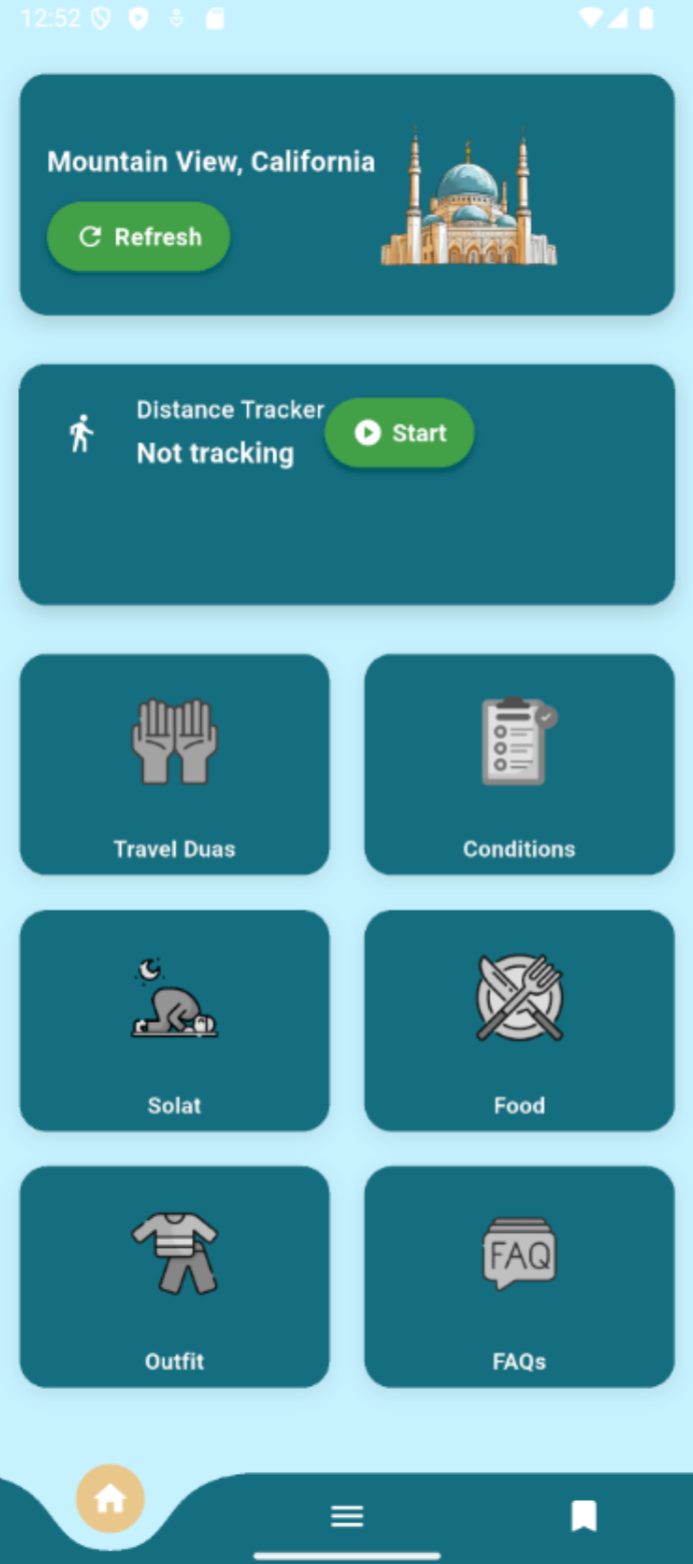 12:52
Mountain View, California
Refresh
Distance Tracker
Not tracking
Start
Travel Duas
Conditions
Solat
Food
Outfit
FAQ
FAQs